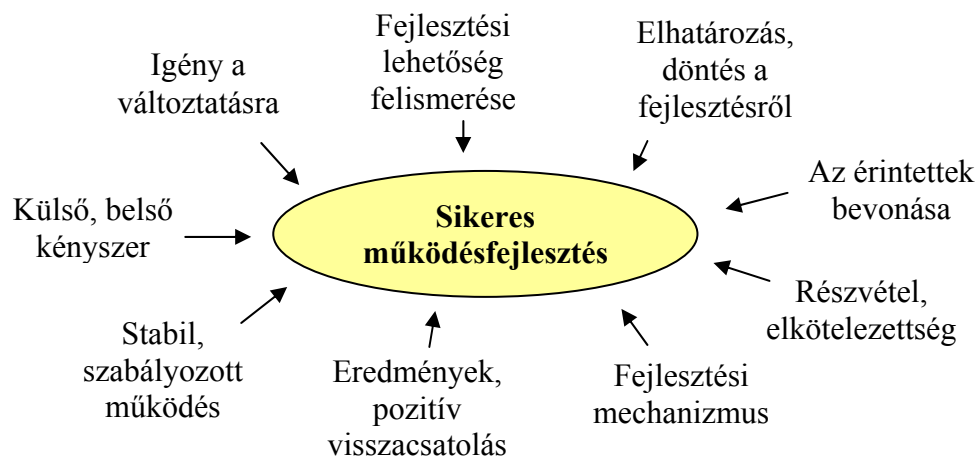 Igény a
változtatásra
Fejlesztési
lehetőség
felismerése
Elhatározás,
döntés a
fejlesztésről
Az érintettek
bevonása
Külső, belső
kényszer
Sikeres
működésfejlesztés
Részvétel,
elkötelezettség
Stabil,
szabályozott
működés
Eredmények,
pozitív
visszacsatolás
Fejlesztési
mechanizmus